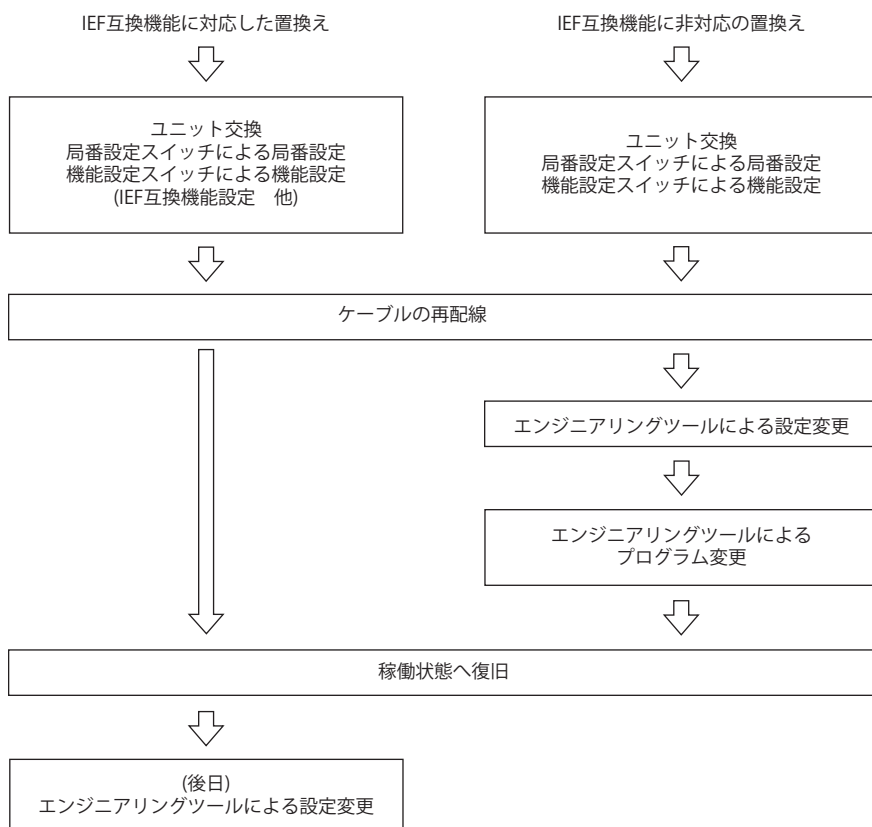 IEF互換機能に対応した置換え
IEF互換機能に非対応の置換え
ユニット交換
局番設定スイッチによる局番設定
機能設定スイッチによる機能設定
(IEF互換機能設定　他)
ユニット交換
局番設定スイッチによる局番設定
機能設定スイッチによる機能設定
ケーブルの再配線
エンジニアリングツールによる設定変更
エンジニアリングツールによる
プログラム変更
稼働状態へ復旧
(後日)
エンジニアリングツールによる設定変更